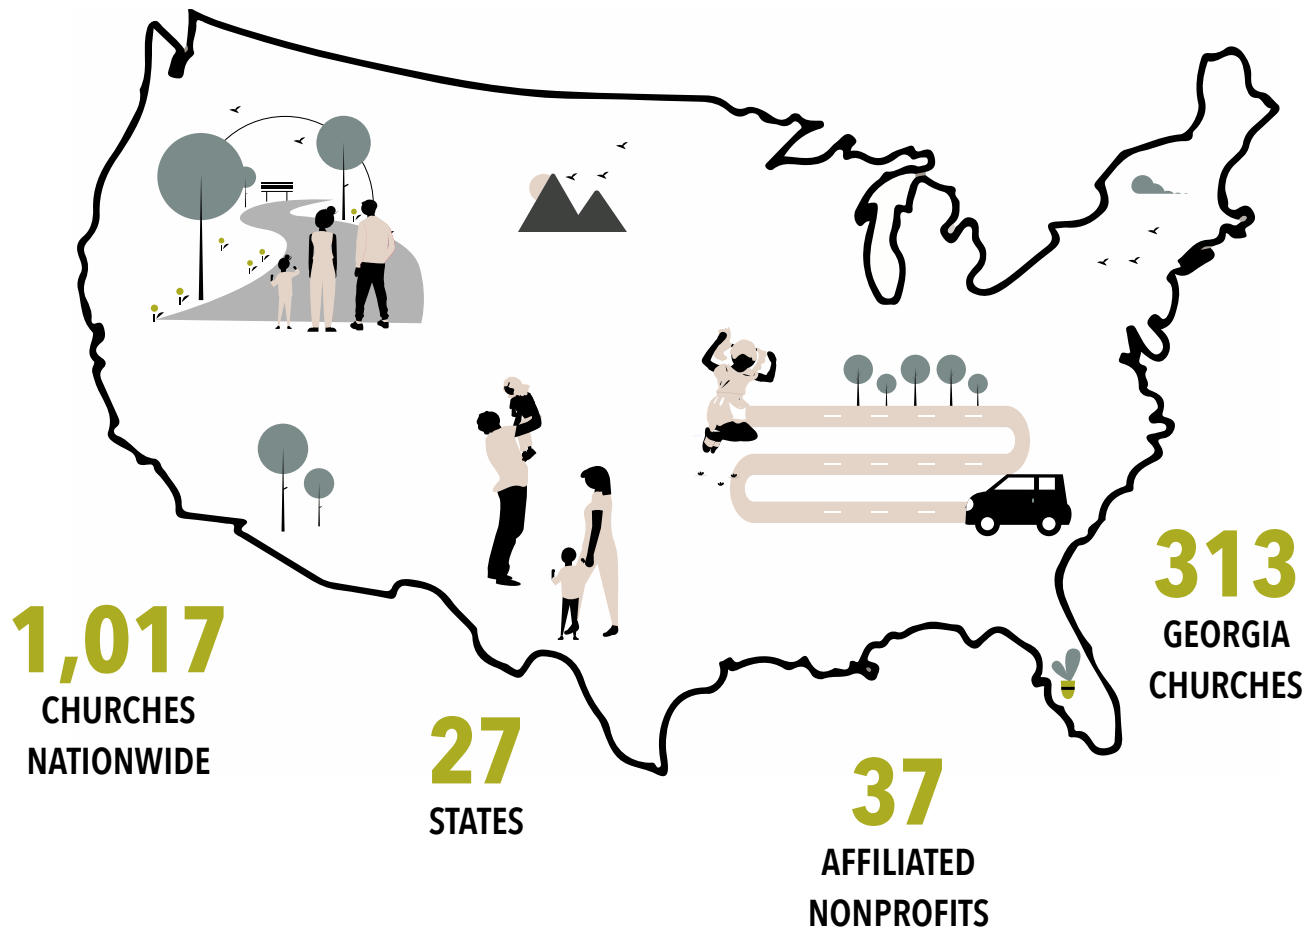 1,017
CHURCHES
NATIONWIDE
27
STATES
37
AFFILIATED
NONPROFITS
313
GEORGIA
CHURCHES